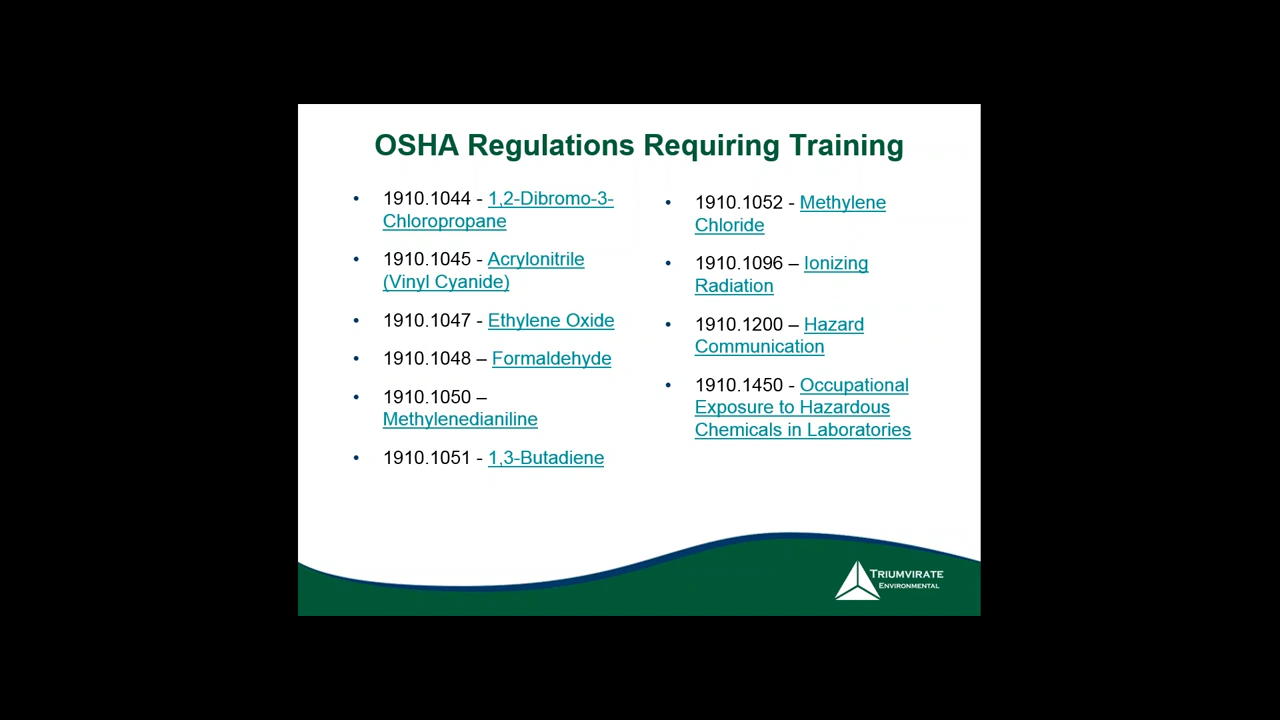 OSHA Regulations Requiring Training
• 1910.1044 - 1,2-Dibromo-3-
Chloropropane
• 1910.1045 - Acrylonitrile
(Vinyl Cyanide)
• 1910.1047 - Ethylene Oxide
• 1910.1048 – Formaldehyde
• 1910.1050 –
Methylenedianiline
• 1910.1051 - 1,3-Butadiene
• 1910.1052 - Methylene
Chloride
• 1910.1096 – Ionizing
Radiation
• 1910.1200 – Hazard
Communication
• 1910.1450 - Occupational
Exposure to Hazardous
Chemicals in Laboratories
TRIUMVIRATE
ENVIRONMENTAL